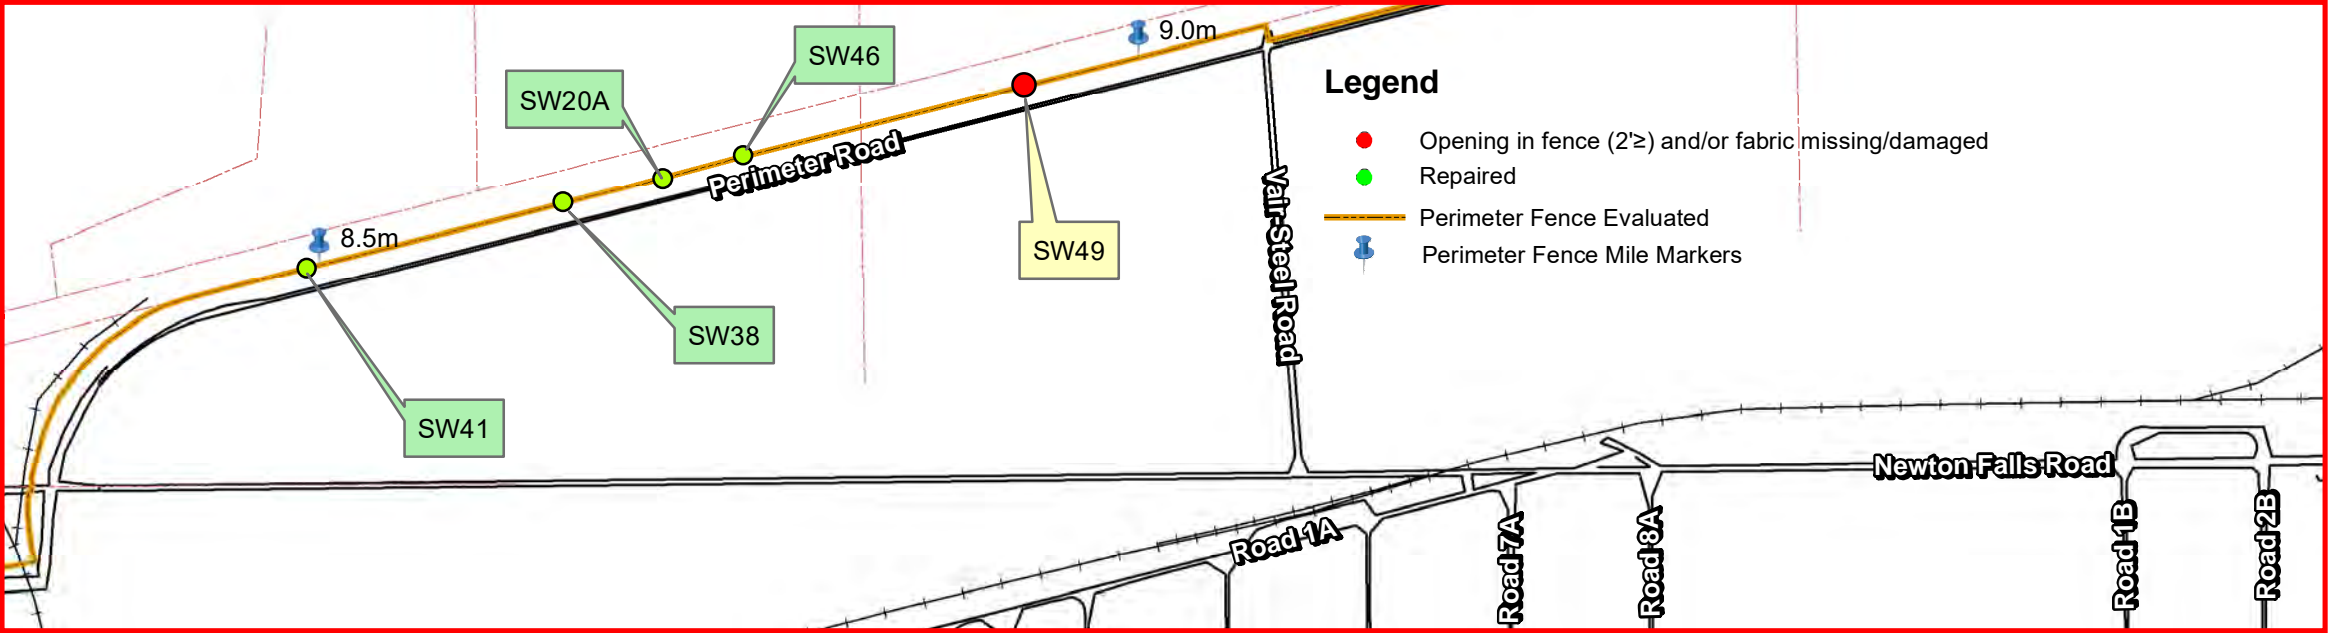 9.0m
SW46
SW20A
Legend
Opening in fence (2'≥) and/or fabric missing/damaged
Repaired
Perimeter Fence Evaluated
Perimeter Fence Mile Markers
Perimeter Road
8.5m
SW49
Vair-Steel Road
SW38
SW41
Newton Falls Road
Road 1A
Road 7A
Road 8A
Road 1B
Road 2B